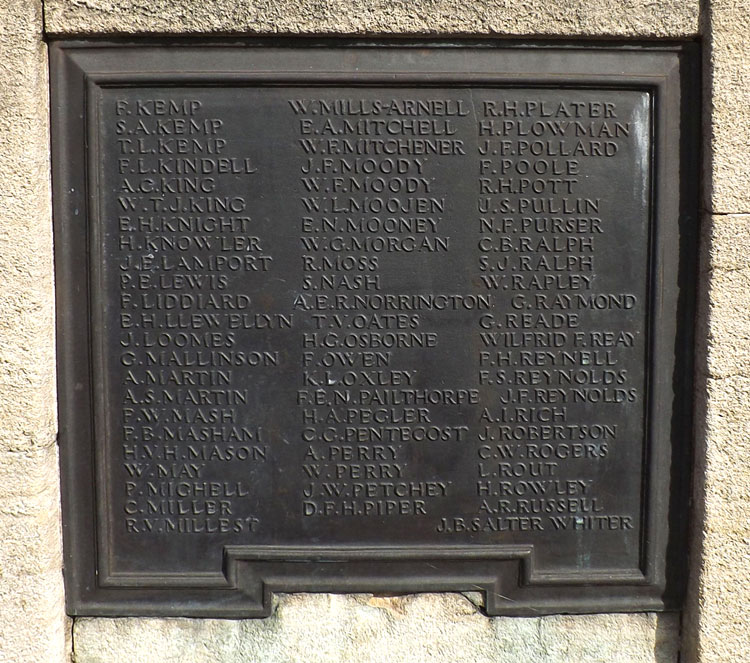 F. KEMP
S.A. KEMP
T.L. KEMP
F.L. KINDELL
A.G. KING
W.T.J. KING
E.H. KNIGHT
H. KNOWLER
J.E. LAMPORT
P.E. LEWIS
F. LIDDIARD
E.H. LLEWELLYN
J. LOOMES
G. MALLINSON
A. MARTIN
A.S. MARTIN
F.W. MASH
F.B. MASHAM
H.V.H. MASON
W. MAY
P. MIGHELL
C. MILLER
R.V. MILLEST
W. MILLS-ARNELL
E.A. MITCHELL
W.F. MITCHENER
J.F. MOODY
W.F. MOODY
W.L. MOOJEN
E.N. MOONEY
W.G. MORGAN
R. MOSS
S. NASH
A.E.R. NORRINGTON
T.V. OATES
H.G. OSBORNE
F. OWEN
K.L. OXLEY
F.E.N. PAILTHORPE
H.A. PEGLER
C.G. PENTECOST
A. PERRY
W. PERRY
J.W. PETCHEY
D.F.H. PIPER
R.H. PLATER
H. PLOWMAN
J.F. POLLARD
F. POOLE
R.H. POTT
U.S. PULLIN
N.F. PURSER
C.B. RALPH
S.J. RALPH
W. RAPLEY
G. RAYMOND
G. READE
WILFRID F. REAY
F.H. REYNELL
F.S. REYNOLDS
J.F. REYNOLDS
A.I. RICH
J. ROBERTSON
C.W. ROGERS
L. ROUT
H. ROWLEY
A.R. RUSSELL
J.B. SALTER WHITER